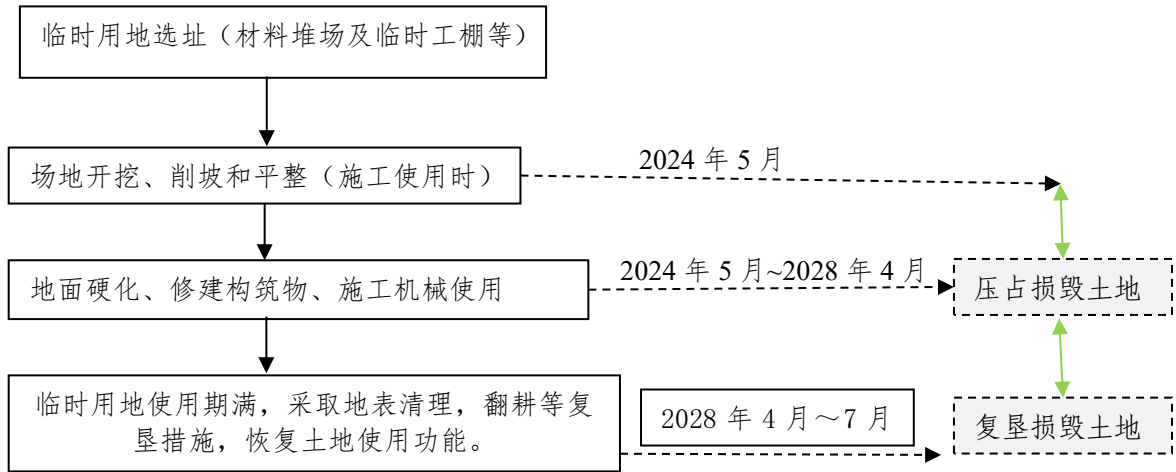 临时用地选址（材料堆场及临时工棚等）
场地开挖、削坡和平整（施工使用时）
2024 年 5 月
地面硬化、修建构筑物、施工机械使用
2024 年 5 月~2028 年 4 月
压占损毁土地
临时用地使用期满，采取地表清理，翻耕等复
垦措施，恢复土地使用功能。
2028 年 4 月～7 月
复垦损毁土地